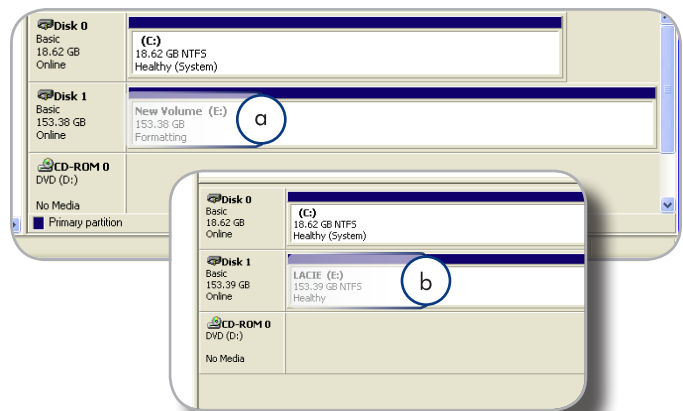 Disk 0
Basic
18.62 GB
Online
(C:)
18.62 GB NTFS
Healthy (System)
Disk 1
Basic
153.38 GB
Online
New Volume (E:)
153.38 GB
Formatting
a
CD-ROM 0
DVD (D:)
No Media
Primary partition
Disk 0
Basic
18.62 GB
Online
(C:)
18.62 GB NTFS
Healthy (System)
Disk 1
Basic
153.39 GB
Online
LACIE (E:)
153.39 GB NTFS
Healthy
b
CD-ROM 0
DVD (D:)
No Media